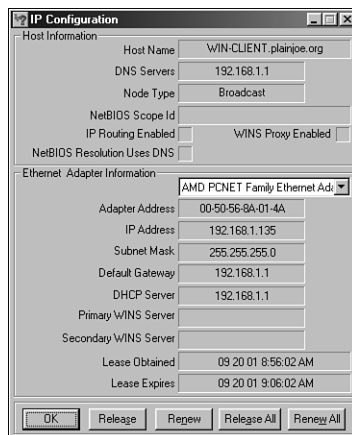 IP Configuration
Host Information
Host Name WIN-CLIENT.plainjoe.org
DNS Servers 192.168.1.1
Node Type Broadcast
NetBIOS Scope Id
IP Routing Enabled WINS Proxy Enabled
NetBIOS Resolution Uses DNS
Ethernet Adapter Information
AMD PCNET Family Ethernet Ada
Adapter Address 00-50-56-8A-01-4A
IP Address 192.168.1.135
Subnet Mask 255.255.255.0
Default Gateway 192.168.1.1
DHCP Server 192.168.1.1
Primary WINS Server
Secondary WINS Server
Lease Obtained 09 20 01 8:56:02 AM
Lease Expires 09 20 01 9:06:02 AM
OK Release Renew Release All Renew All